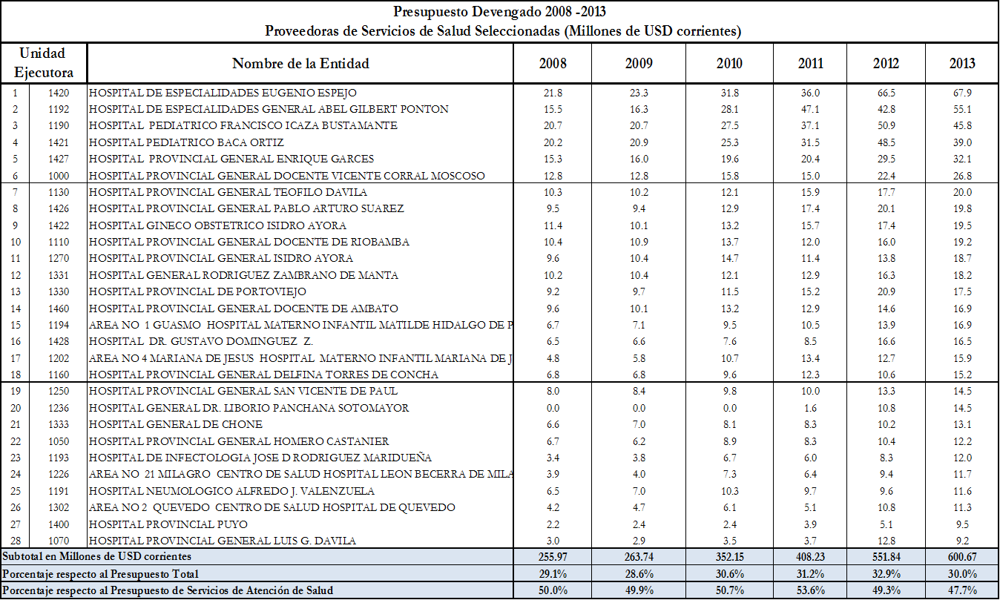 Presupuesto Devengado 2008 -2013
Proveedoras de Servicios de Salud Seleccionadas (Millones de USD corrientes)
Unidad Ejecutora Nombre de la Entidad 2008 2009 2010 2011 2012 2013
1 1420 HOSPITAL DE ESPECIALIDADES EUGENIO ESPEJO 21.8 23.3 31.8 36.0 66.5 67.9
2 1192 HOSPITAL DE ESPECIALIDADES GENERAL ABEL GILBERT PONTON 15.5 16.3 28.1 47.1 42.8 55.1
3 1190 HOSPITAL PEDIATRICO FRANCISCO ICAZA BUSTAMANTE 20.7 20.7 27.5 37.1 50.9 45.8
4 1421 HOSPITAL PEDIATRICO BACA ORTIZ 20.2 20.9 25.3 31.5 48.5 39.0
5 1427 HOSPITAL PROVINCIAL GENERAL ENRIQUE GARCES 15.3 16.0 19.6 20.4 29.5 32.1
6 1000 HOSPITAL PROVINCIAL GENERAL DOCENTE VICENTE CORRAL MOSCOSO 12.8 12.8 15.8 15.0 22.4 26.8
7 1130 HOSPITAL PROVINCIAL GENERAL TEOFILO DAVILA 10.3 10.2 12.1 15.9 17.7 20.0
8 1426 HOSPITAL PROVINCIAL GENERAL PABLO ARTURO SUAREZ 9.5 9.4 12.9 17.4 20.1 19.8
9 1422 HOSPITAL GINECO OBSTETRICO ISIDRO AYORA 11.4 10.1 13.2 15.7 17.4 19.5
10 1110 HOSPITAL PROVINCIAL GENERAL DOCENTE DE RIOBAMBA 10.4 10.9 13.7 12.0 16.0 19.2
11 1270 HOSPITAL PROVINCIAL GENERAL ISIDRO AYORA 9.6 10.4 14.7 11.4 13.8 18.7
12 1331 HOSPITAL GENERAL RODRIGUEZ ZAMBRANO DE MANTA 10.2 10.4 12.1 12.9 16.3 18.2
13 1330 HOSPITAL PROVINCIAL DE PORTOVIEJO 9.2 9.7 11.5 15.2 20.9 17.5
14 1460 HOSPITAL PROVINCIAL GENERAL DOCENTE DE AMBATO 9.6 10.1 13.2 12.9 14.6 16.9
15 1194 AREA NO 1 GUASMO HOSPITAL MATERNO INFANTIL MATILDE HIDALGO DE P 6.7 7.1 9.5 10.5 13.9 16.9
16 1428 HOSPITAL DR. GUSTAVO DOMINGUEZ Z. 6.5 6.6 7.6 8.5 16.6 16.5
17 1202 AREA NO 4 MARIANA DE JESUS HOSPITAL MATERNO INFANTIL MARIANA DE J 4.8 5.8 10.7 13.4 12.7 15.9
18 1160 HOSPITAL PROVINCIAL GENERAL DELFINA TORRES DE CONCHA 6.8 6.8 9.6 12.3 10.6 15.2
19 1250 HOSPITAL PROVINCIAL GENERAL SAN VICENTE DE PAUL 8.0 8.4 9.8 10.0 13.3 14.5
20 1236 HOSPITAL GENERAL DR. LIBORIO PANCHANA SOTOMAYOR 0.0 0.0 0.0 1.6 10.8 14.5
21 1333 HOSPITAL GENERAL DE CHONE 6.6 7.0 8.1 8.3 10.2 13.1
22 1050 HOSPITAL PROVINCIAL GENERAL HOMERO CASTANIER 6.7 6.2 8.9 8.3 10.4 12.2
23 1193 HOSPITAL DE INFECTOLOGIA JOSE D RODRIGUEZ MARIDUEÑA 3.4 3.8 6.7 6.0 8.3 12.0
24 1226 AREA NO 21 MILAGRO CENTRO DE SALUD HOSPITAL LEON BECERRA DE MILA 3.9 4.0 7.3 6.4 9.4 11.7
25 1191 HOSPITAL NEUMOLOGICO ALFREDO J. VALENZUELA 6.5 7.0 10.3 9.7 9.6 11.6
26 1302 AREA NO 2 QUEVEDO CENTRO DE SALUD HOSPITAL DE QUEVEDO 4.2 4.7 6.1 5.1 10.8 11.3
27 1400 HOSPITAL PROVINCIAL PUYO 2.2 2.4 2.4 3.9 5.1 9.5
28 1070 HOSPITAL PROVINCIAL GENERAL LUIS G. DAVILA 3.0 2.9 3.5 3.7 12.8 9.2
Subtotal en Millones de USD corrientes 255.97 263.74 352.15 408.23 551.84 600.67
Porcentaje respecto al Presupuesto Total 29.1% 28.6% 30.6% 31.2% 32.9% 30.0%
Porcentaje respecto al Presupuesto de Servicios de Atención de Salud 50.0% 49.9% 50.7% 53.6% 49.3% 47.7%